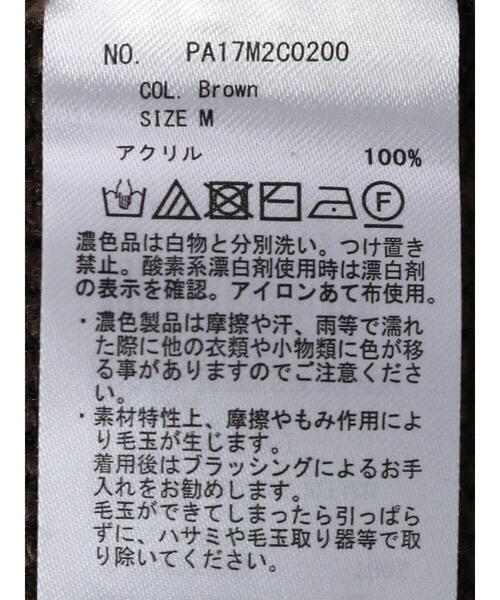 NO. PA17M2C0200
COL. Brown
SIZE M
アクリル 100%
F
濃色品は白物と分別洗い。つけ置き
禁止。酸素系漂白剤使用時は漂白剤
の表示を確認。アイロンあて布使用。
・濃色製品は摩擦や汗、雨等で濡れ
た際に他の衣類や小物類に色が移
る事がありますのでご注意くださ
い。
・素材特性上、摩擦やもみ作用によ
り毛玉が生じます。
着用後はブラッシングによるお手
入れをお勧めします。
毛玉ができてしまったら引っぱら
ずに、ハサミや毛玉取り器等で取
り除いてください。